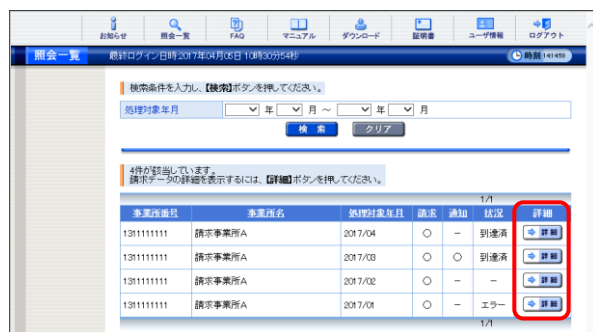 お知らせ 照会一覧 FAQ マニュアル ダウンロード 証明書 ユーザ情報 ログアウト
照会一覧 最終ログイン日時:2017年04月05日 10時30分54秒 時刻 141453
検索条件を入力し、【検索】ボタンを押してください。
処理対象年月 年 月 ～ 年 月
検 索 クリア
4件が該当しています。
請求データの詳細を表示するには、【詳細】ボタンを押してください。
1/1
事業所番号 事業所名 処理対象年月 請求 通知 状況 詳細
1311111111 請求事業所A 2017/04 ○ － 到達済 詳細
1311111111 請求事業所A 2017/03 ○ ○ 到達済 詳細
1311111111 請求事業所A 2017/02 ○ － － 詳細
1311111111 請求事業所A 2017/01 ○ － エラー 詳細
1/1